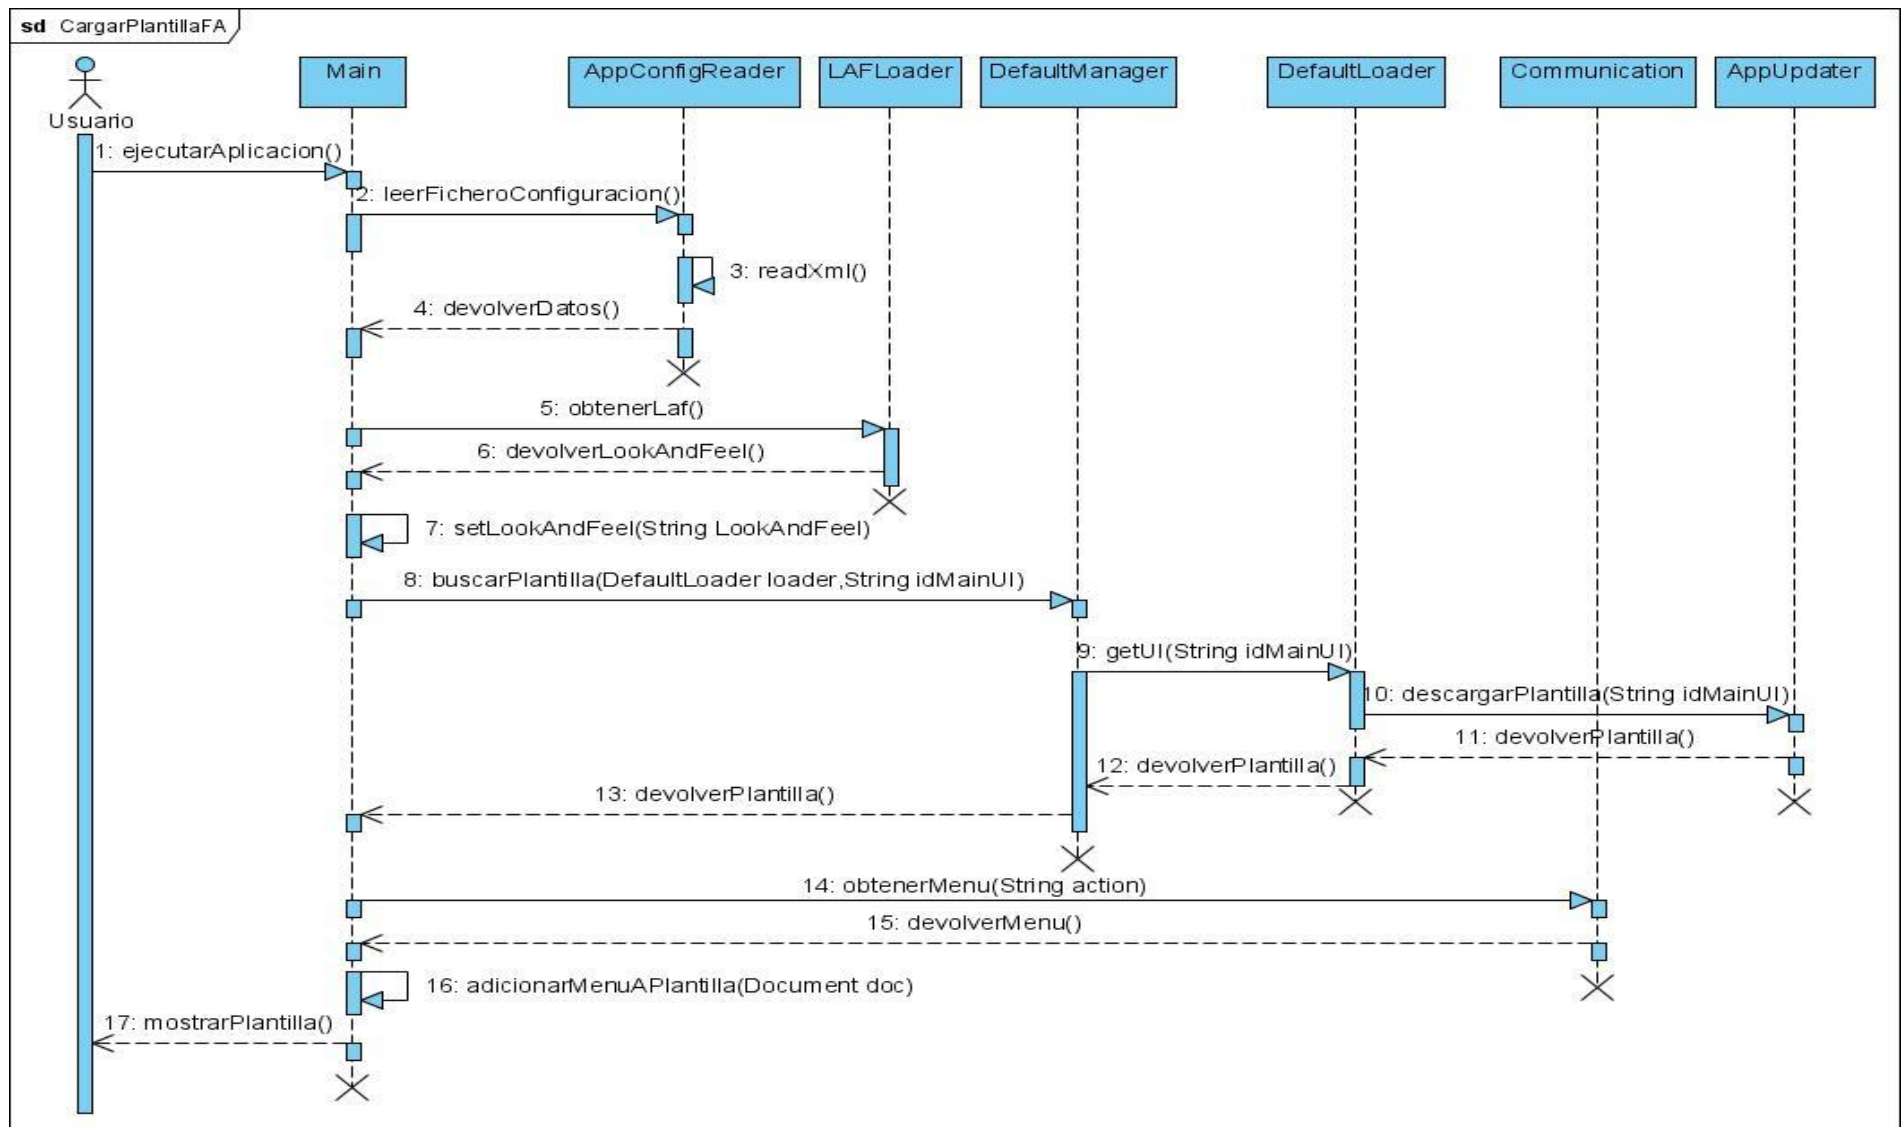 sd CargarPlantillaFA
Main
AppConfigReader
LAFLoader
DefaultManager
DefaultLoader
Communication
AppUpdater
Usuario
1: ejecutarAplicacion()
2: leerFicheroConfiguracion()
3: readXml()
4: devolverDatos()
5: obtenerLaf()
6: devolverLookAndFeel()
7: setLookAndFeel(String LookAndFeel)
8: buscarPlantilla(DefaultLoader loader,String idMainUI)
9: getUI(String idMainUI)
10: descargarPlantilla(String idMainUI)
11: devolverPlantilla()
12: devolverPlantilla()
13: devolverPlantilla()
14: obtenerMenu(String action)
15: devolverMenu()
16: adicionarMenuAPlantilla(Document doc)
17: mostrarPlantilla()